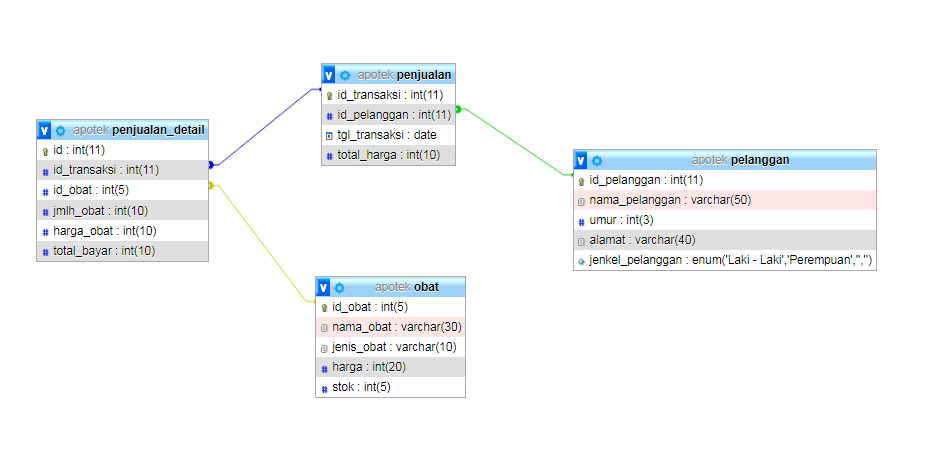 v apotek penjualan
id_transaksi : int(11)
# id_pelanggan : int(11)
tgl_transaksi : date
# total_harga : int(10)
v apotek penjualan_detail
id : int(11)
# id_transaksi : int(11)
# id_obat : int(5)
# jmlh_obat : int(10)
# harga_obat : int(10)
# total_bayar : int(10)
v apotek pelanggan
id_pelanggan : int(11)
nama_pelanggan : varchar(50)
# umur : int(3)
alamat : varchar(40)
jenkel_pelanggan : enum('Laki - Laki','Perempuan','','')
v apotek obat
id_obat : int(5)
nama_obat : varchar(30)
jenis_obat : varchar(10)
# harga : int(20)
# stok : int(5)